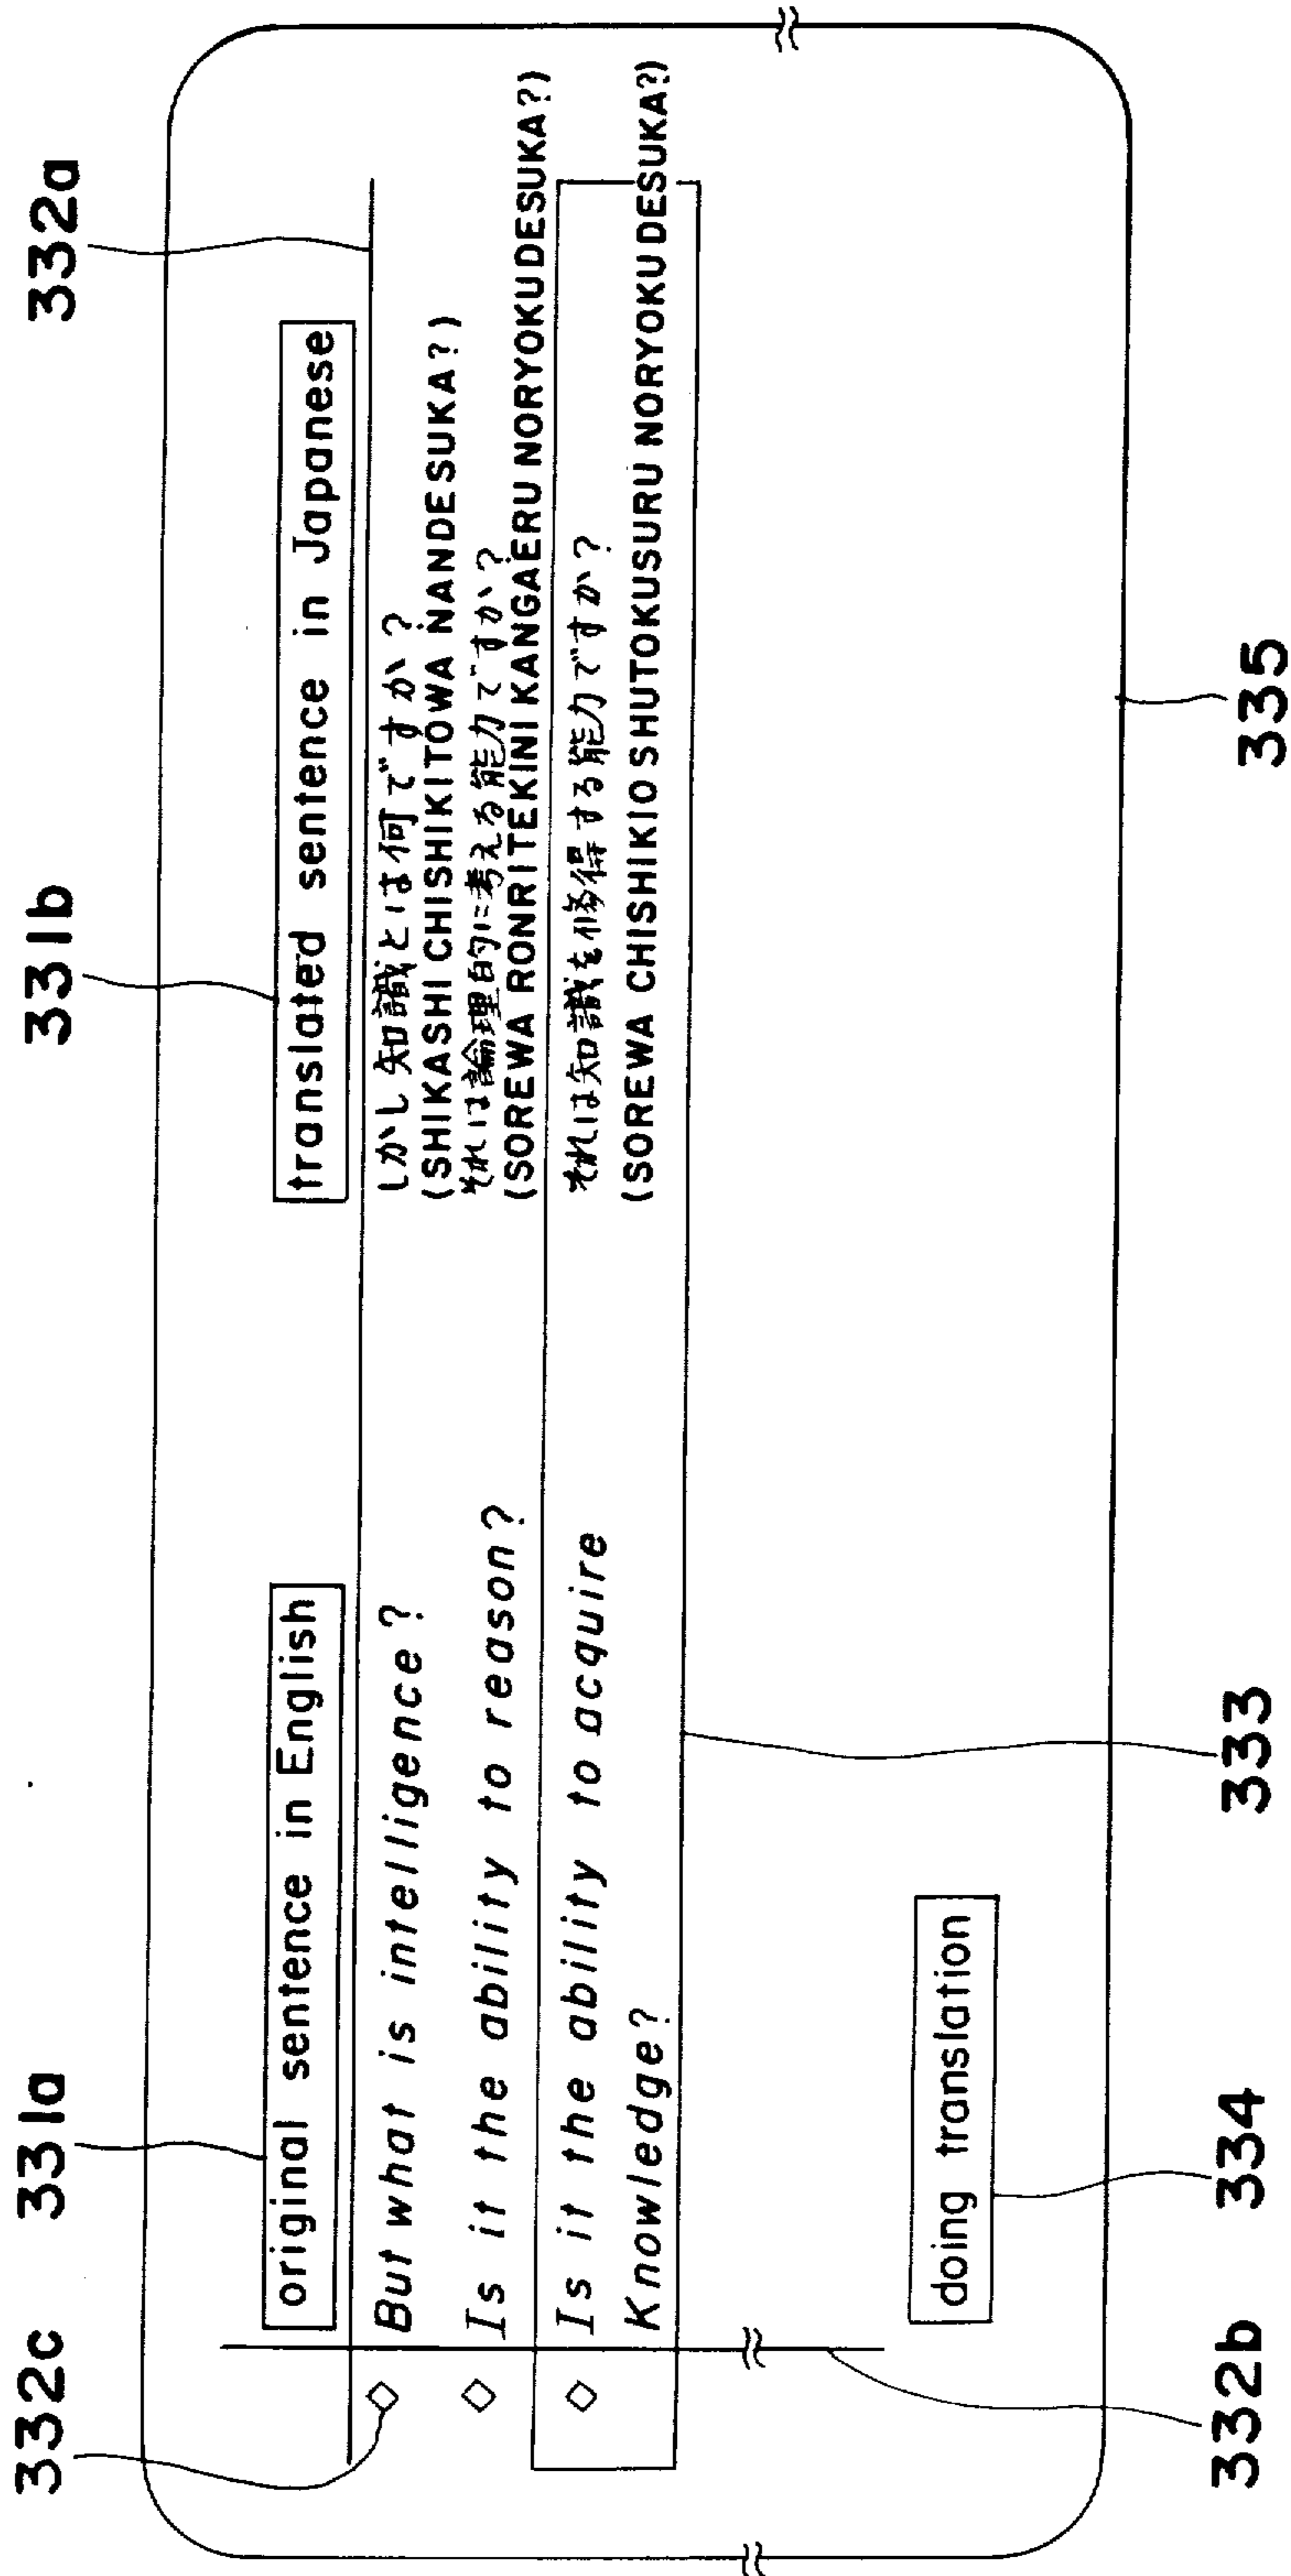 332c 331a 331b 332a
original sentence in English
translated sentence in Japanese
◇ But what is intelligence?
しかし知識とは何ですか?
(SHIKASHI CHISHIKITOWA NANDESUKA?)
◇ Is it the ability to reason?
それは論理的に考える能力ですか?
(SOREWA RONRITEKINI KANGAERU NORYOKUDESUKA?)
◇ Is it the ability to acquire
Knowledge?
それは知識を修得する能力ですか?
(SOREWA CHISHIKIO SHUTOKUSURU NORYOKUDESUKA?)
doing translation
332b 334 333 335